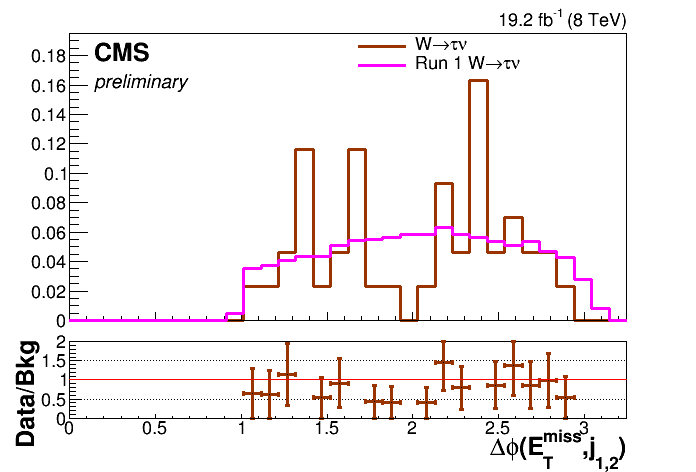 19.2 fb⁻¹ (8 TeV)
CMS
preliminary
W→τν
Run 1 W→τν
0.18
0.16
0.14
0.12
0.1
0.08
0.06
0.04
0.02
0
Data/Bkg
2
1.5
1
0.5
0
0 0.5 1 1.5 2 2.5 3
Δϕ(E_T^miss,j_1,2)